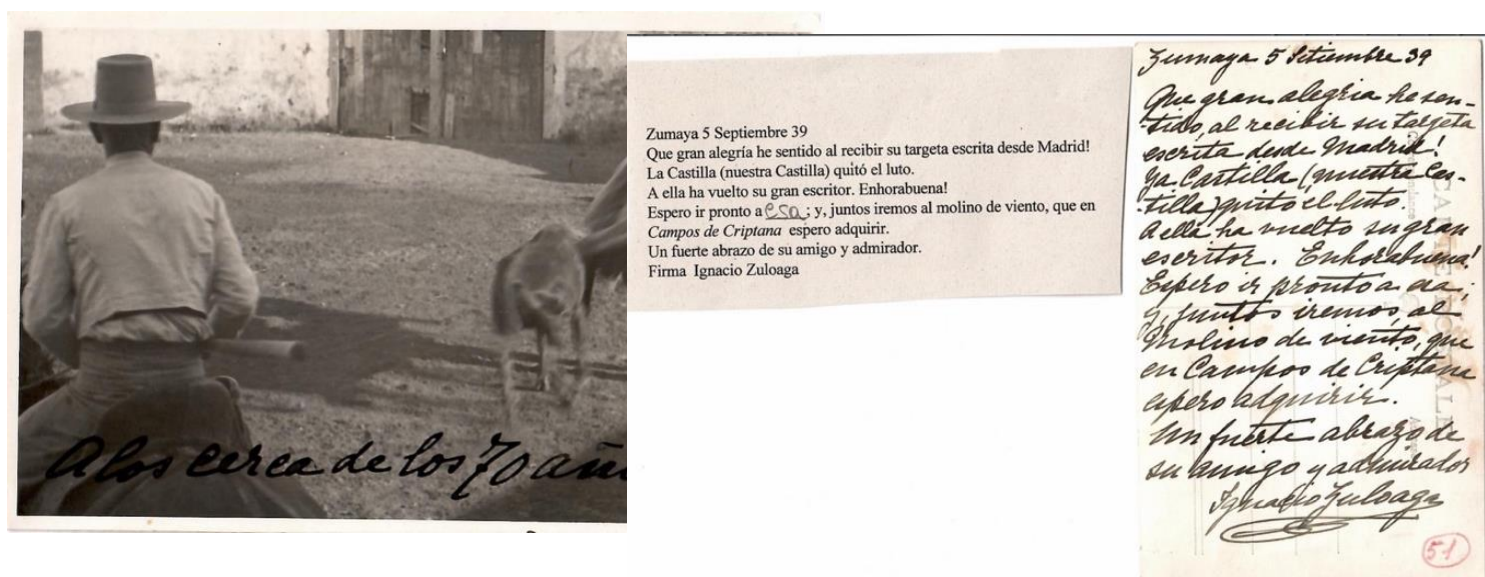 A los cerca de los 70 añ
Zumaya 5 Septiembre 39
Que gran alegría he sentido al recibir su targeta escrita desde Madrid!
La Castilla (nuestra Castilla) quitó el luto.
A ella ha vuelto su gran escritor. Enhorabuena!
Espero ir pronto a esa; y, juntos iremos al molino de viento, que en
Campos de Criptana espero adquirir.
Un fuerte abrazo de su amigo y admirador.
Firma Ignacio Zuloaga
Zumaya 5 Setiembre 39
Que gran alegria he sen-
-tido, al recibir su targeta
escrita desde Madrid!
Ya Castilla (nuestra Cas-
-tilla) quitó el luto.
A ella ha vuelto su gran
escritor. Enhorabuena!
Espero ir pronto a esa;
y, juntos iremos al
Molino de viento, que
en Campos de Criptana
espero adquirir.
Un fuerte abrazo de
su amigo y admirador
Ignacio Zuloaga
51